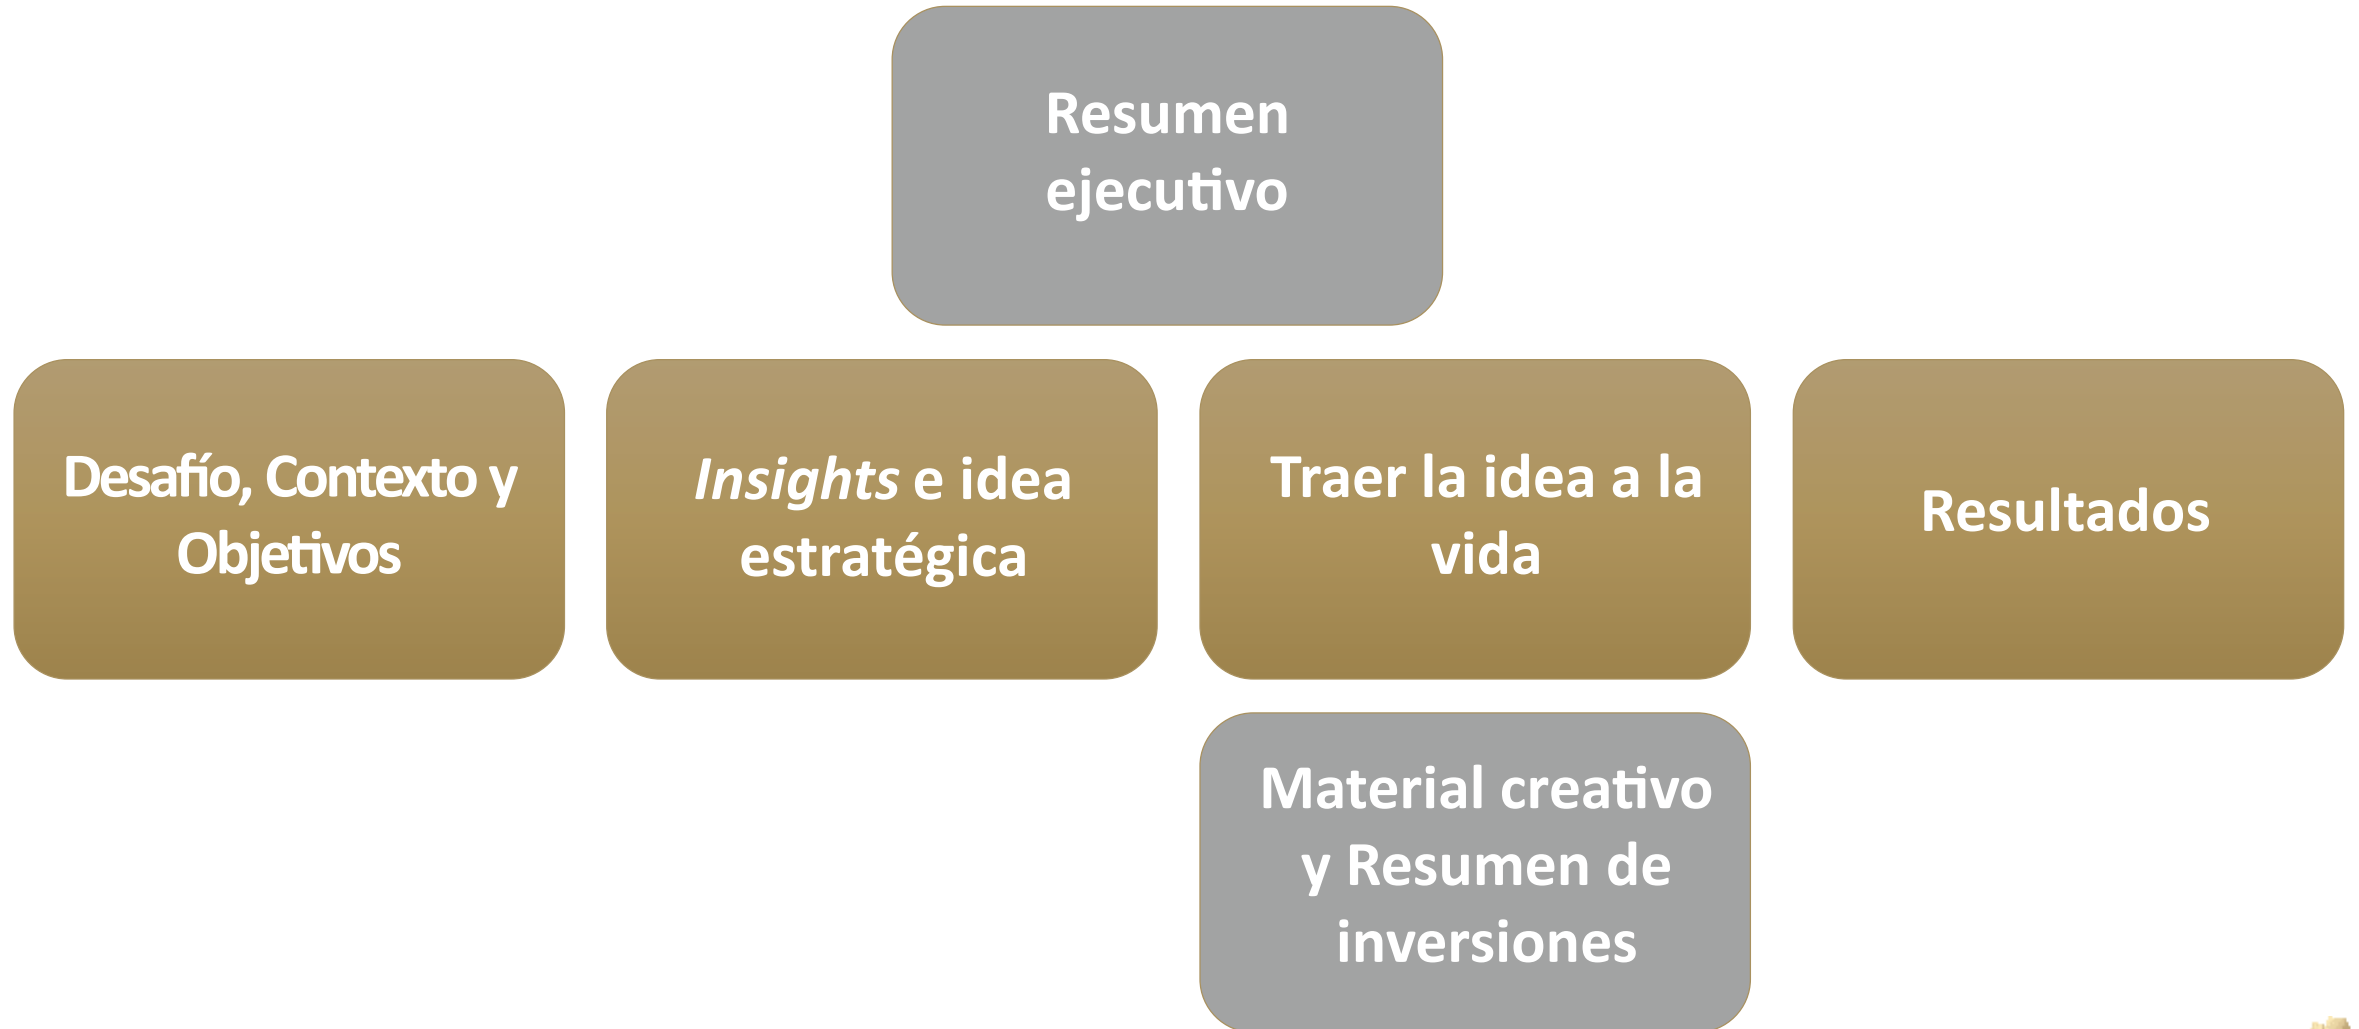 Resumen
ejecutivo
Desafío, Contexto y
Objetivos
Insights e idea
estratégica
Traer la idea a la
vida
Resultados
Material creativo
y Resumen de
inversiones